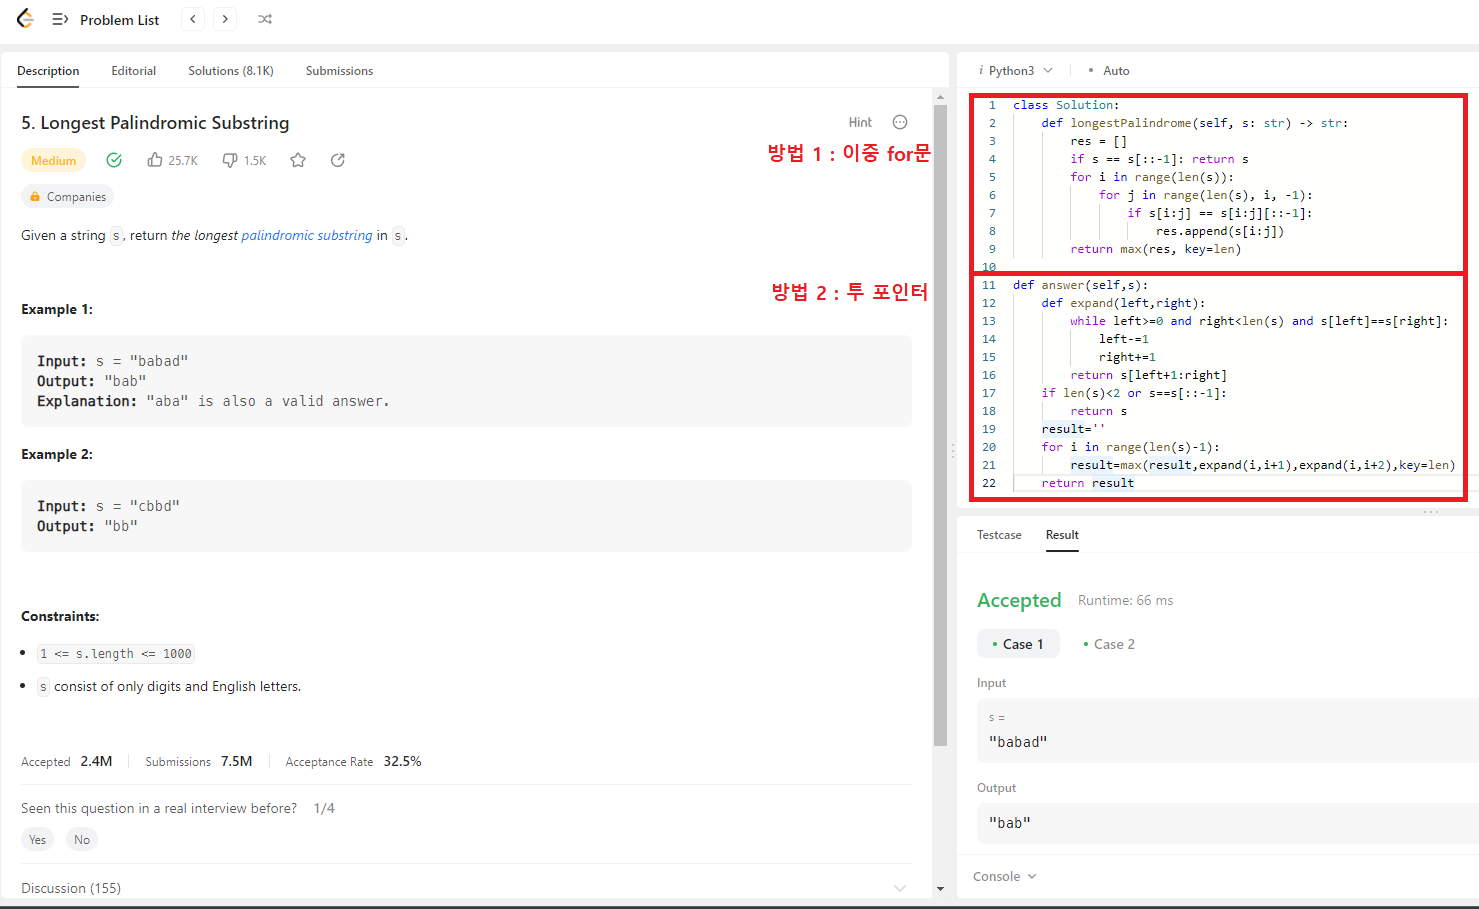 Problem List
Description Editorial Solutions (8.1K) Submissions
5. Longest Palindromic Substring
Hint
Medium 25.7K 1.5K
방법 1 : 이중 for문
Companies
Given a string s, return the longest palindromic substring in s.
방법 2 : 투 포인터
Example 1:
Input: s = "babad"
Output: "bab"
Explanation: "aba" is also a valid answer.
Example 2:
Input: s = "cbbd"
Output: "bb"
Constraints:
• 1 <= s.length <= 1000
• s consist of only digits and English letters.
Accepted 2.4M Submissions 7.5M Acceptance Rate 32.5%
Seen this question in a real interview before? 1/4
Yes No
Discussion (155)
i Python3 • Auto
1 class Solution:
2 def longestPalindrome(self, s: str) -> str:
3 res = []
4 if s == s[::-1]: return s
5 for i in range(len(s)):
6 for j in range(len(s), i, -1):
7 if s[i:j] == s[i:j][::-1]:
8 res.append(s[i:j])
9 return max(res, key=len)
10
11 def answer(self,s):
12 def expand(left,right):
13 while left>=0 and right<len(s) and s[left]==s[right]:
14 left-=1
15 right+=1
16 return s[left+1:right]
17 if len(s)<2 or s==s[::-1]:
18 return s
19 result=''
20 for i in range(len(s)-1):
21 result=max(result,expand(i,i+1),expand(i,i+2),key=len)
22 return result
Testcase Result
Accepted Runtime: 66 ms
• Case 1 • Case 2
Input
s =
"babad"
Output
"bab"
Console